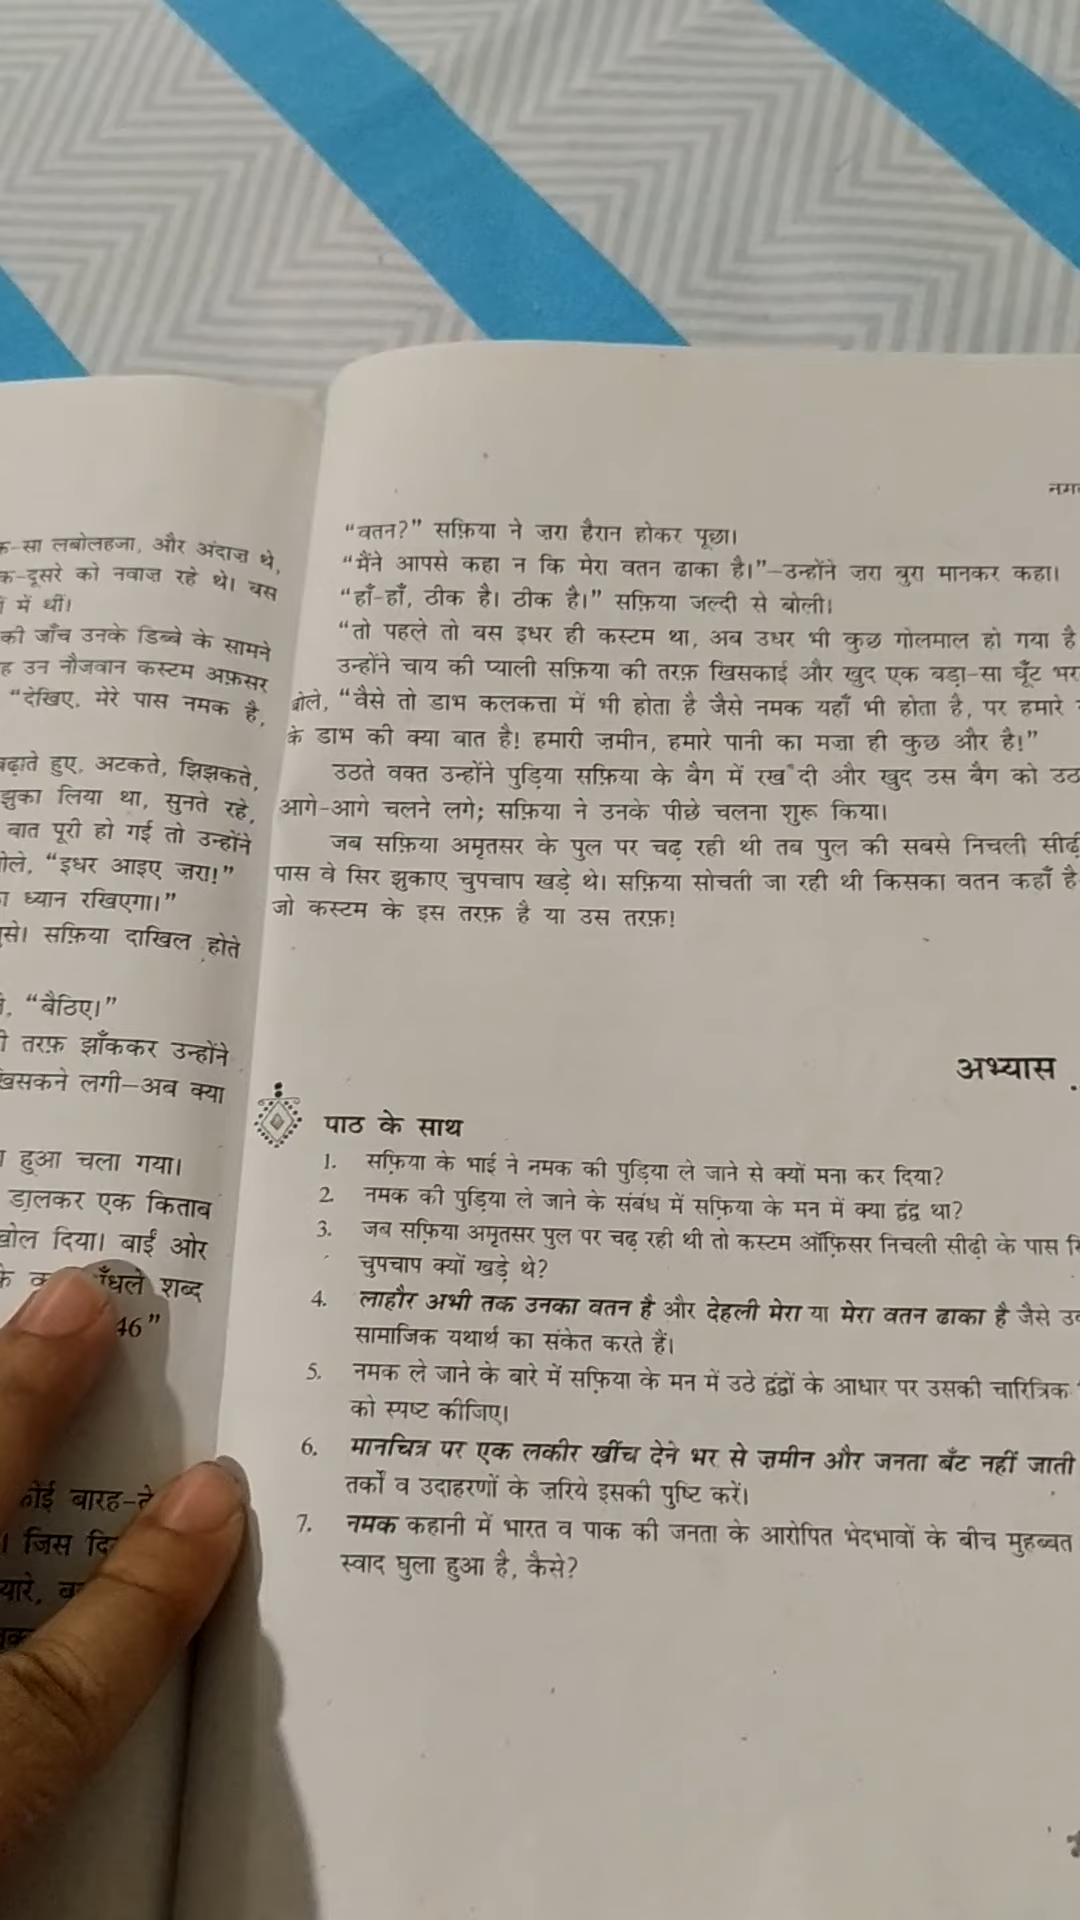 क-सा लबोलहजा, और अंदाज़ थे,
क-दूसरे को नवाज़ रहे थे। बस
में थीं।
की जाँच उनके डिब्बे के सामने
ह उन नौजवान कस्टम अफ़सर
“देखिए, मेरे पास नमक है,
बढ़ाते हुए, अटकते, झिझकते,
झुका लिया था, सुनते रहे,
बात पूरी हो गई तो उन्होंने
ोले, “इधर आइए ज़रा!”
ा ध्यान रखिएगा।”
ुसे। सफ़िया दाखिल होते
“बैठिए।”
ी तरफ़ झाँककर उन्होंने
खिसकने लगी—अब क्या
ा हुआ चला गया।
डालकर एक किताब
खोल दिया। बाईं ओर
के शब्द
46”
कोई
। जिस
यारे,
नम
“वतन?” सफ़िया ने ज़रा हैरान होकर पूछा।
“मैंने आपसे कहा न कि मेरा वतन ढाका है।”—उन्होंने ज़रा बुरा मानकर कहा।
“हाँ-हाँ, ठीक है। ठीक है।” सफ़िया जल्दी से बोली।
“तो पहले तो बस इधर ही कस्टम था, अब उधर भी कुछ गोलमाल हो गया है
उन्होंने चाय की प्याली सफ़िया की तरफ़ खिसकाई और खुद एक बड़ा-सा घूँट भर
बोले, “वैसे तो डाभ कलकत्ता में भी होता है जैसे नमक यहाँ भी होता है, पर हमारे
के डाभ की क्या बात है! हमारी ज़मीन, हमारे पानी का मज़ा ही कुछ और है!”
उठते वक्त उन्होंने पुड़िया सफ़िया के बैग में रख दी और खुद उस बैग को उठ
आगे-आगे चलने लगे; सफ़िया ने उनके पीछे चलना शुरू किया।
जब सफ़िया अमृतसर के पुल पर चढ़ रही थी तब पुल की सबसे निचली सीढ़ी
पास वे सिर झुकाए चुपचाप खड़े थे। सफ़िया सोचती जा रही थी किसका वतन कहाँ है
जो कस्टम के इस तरफ़ है या उस तरफ़!
अभ्यास
पाठ के साथ
1. सफ़िया के भाई ने नमक की पुड़िया ले जाने से क्यों मना कर दिया?
2. नमक की पुड़िया ले जाने के संबंध में सफ़िया के मन में क्या द्वंद्व था?
3. जब सफ़िया अमृतसर पुल पर चढ़ रही थी तो कस्टम ऑफ़िसर निचली सीढ़ी के पास सि
चुपचाप क्यों खड़े थे?
4. लाहौर अभी तक उनका वतन है और देहली मेरा या मेरा वतन ढाका है जैसे उ
सामाजिक यथार्थ का संकेत करते हैं।
5. नमक ले जाने के बारे में सफ़िया के मन में उठे द्वंद्वों के आधार पर उसकी चारित्रिक
को स्पष्ट कीजिए।
6. मानचित्र पर एक लकीर खींच देने भर से ज़मीन और जनता बँट नहीं जाती
तर्कों व उदाहरणों के ज़रिये इसकी पुष्टि करें।
7. नमक कहानी में भारत व पाक की जनता के आरोपित भेदभावों के बीच मुहब्बत
स्वाद घुला हुआ है, कैसे?